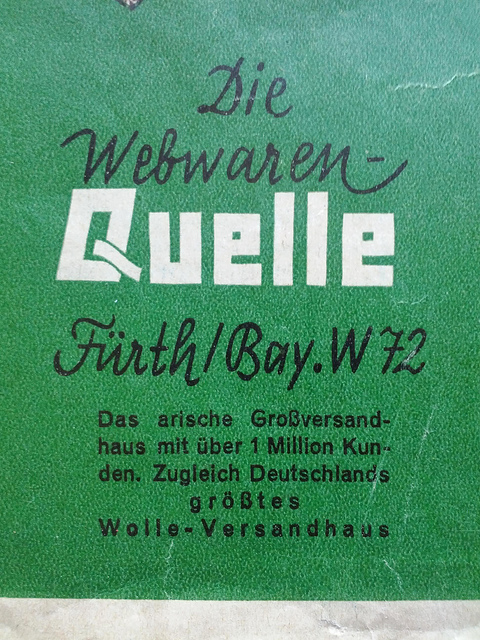 Die
Webwaren-
Quelle
Fürth/Bay. W 72
Das arische Großversand-
haus mit über 1 Million Kun-
den. Zugleich Deutschlands
größtes
Wolle-Versandhaus